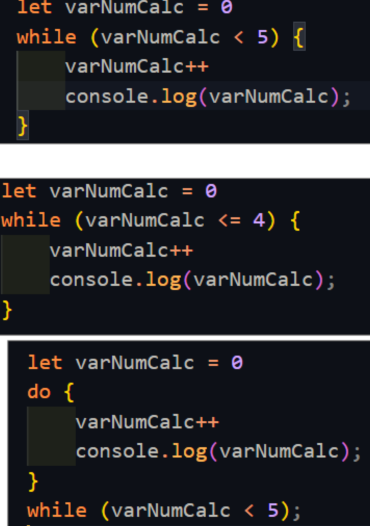 let varNumCalc = 0
while (varNumCalc < 5) {
varNumCalc++
console.log(varNumCalc);
}
let varNumCalc = 0
while (varNumCalc <= 4) {
varNumCalc++
console.log(varNumCalc);
}
let varNumCalc = 0
do {
varNumCalc++
console.log(varNumCalc);
}
while (varNumCalc < 5);